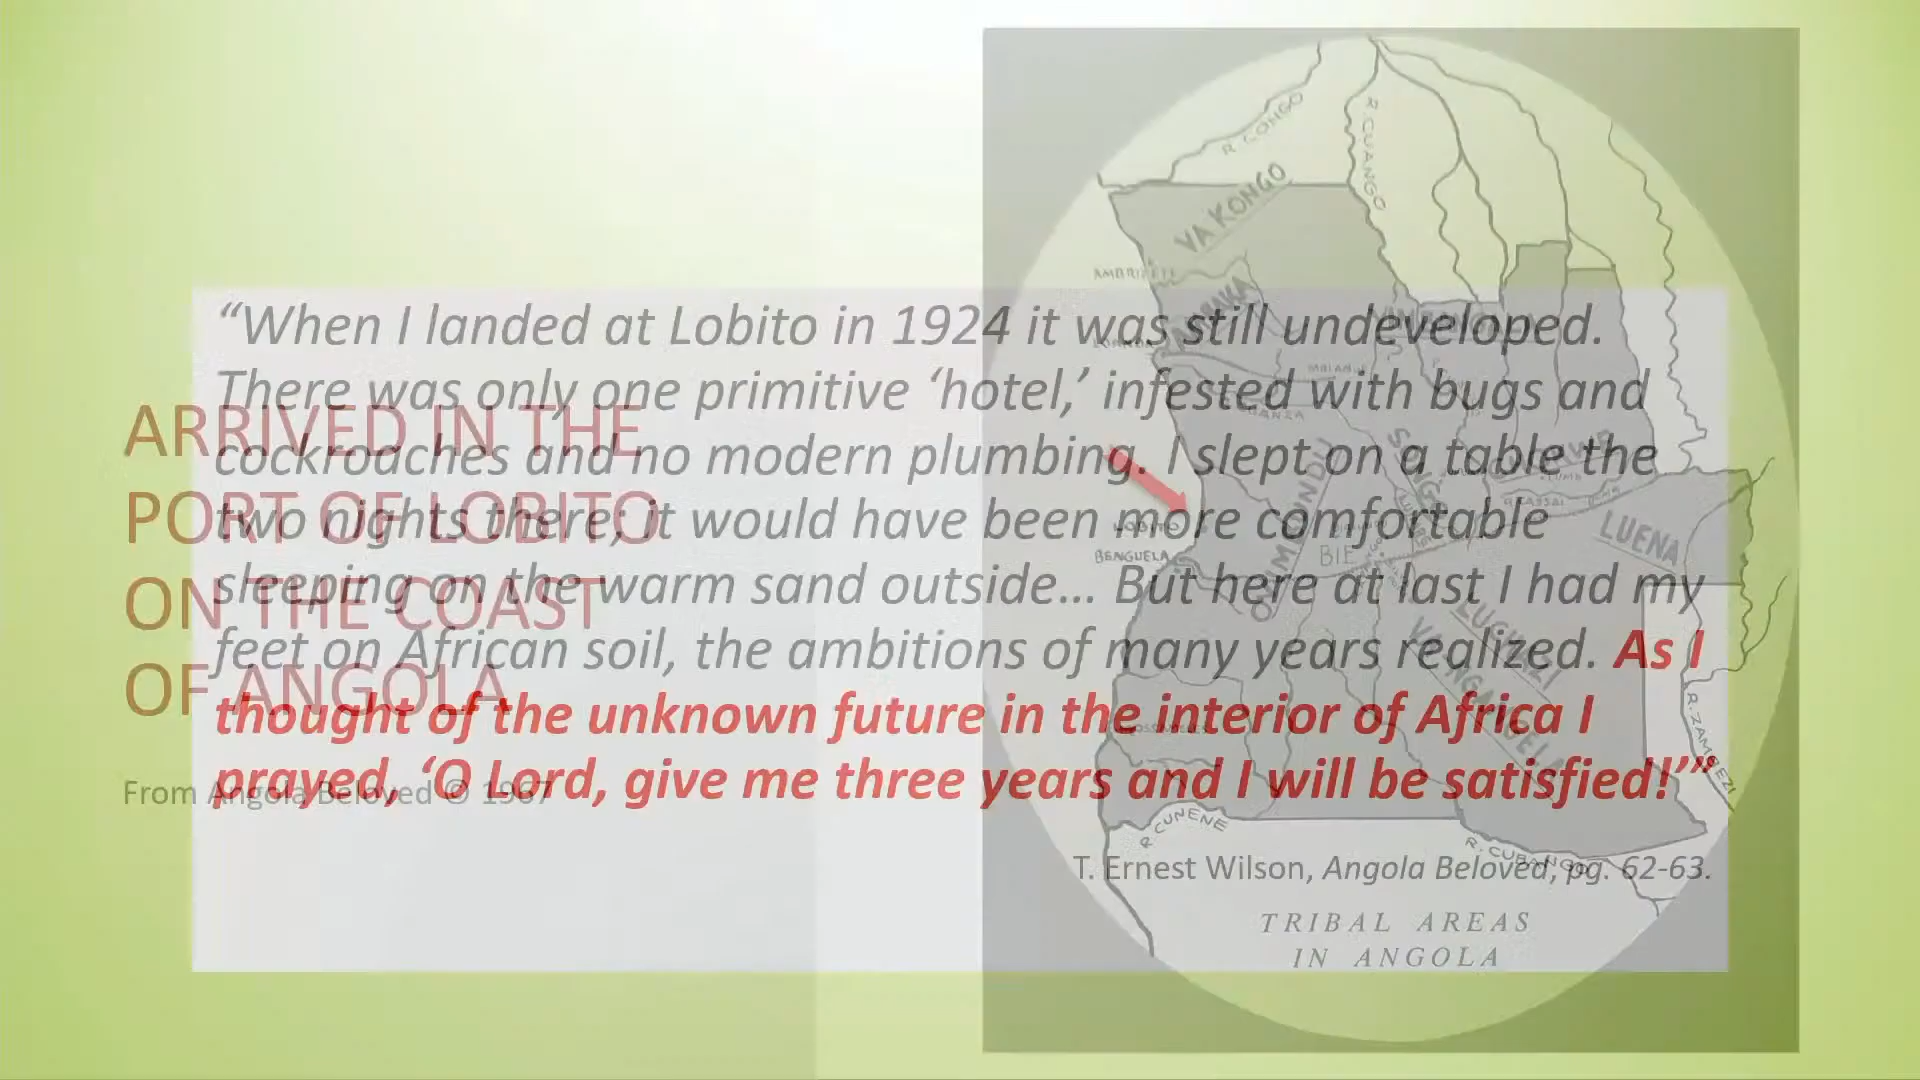 “When I landed at Lobito in 1924 it was still undeveloped.
There was only one primitive ‘hotel,’ infested with bugs and
cockroaches and no modern plumbing. I slept on a table the
two nights there; it would have been more comfortable
sleeping on the warm sand outside... But here at last I had my
feet on African soil, the ambitions of many years realized. As I
thought of the unknown future in the interior of Africa I
prayed, ‘O Lord, give me three years and I will be satisfied!’”
T. Ernest Wilson, Angola Beloved, pg. 62-63.
ARRIVED IN THE
PORT OF LOBITO
ON THE COAST
OF ANGOLA
From Angola Beloved © 1967
R. CONGO
R. CUANGO
VA KONGO
LOBITO
BENGUELA
BIE
LUENA
R. ZAMBEZI
R. CUNENE
R. CUBANGO
TRIBAL AREAS
IN ANGOLA